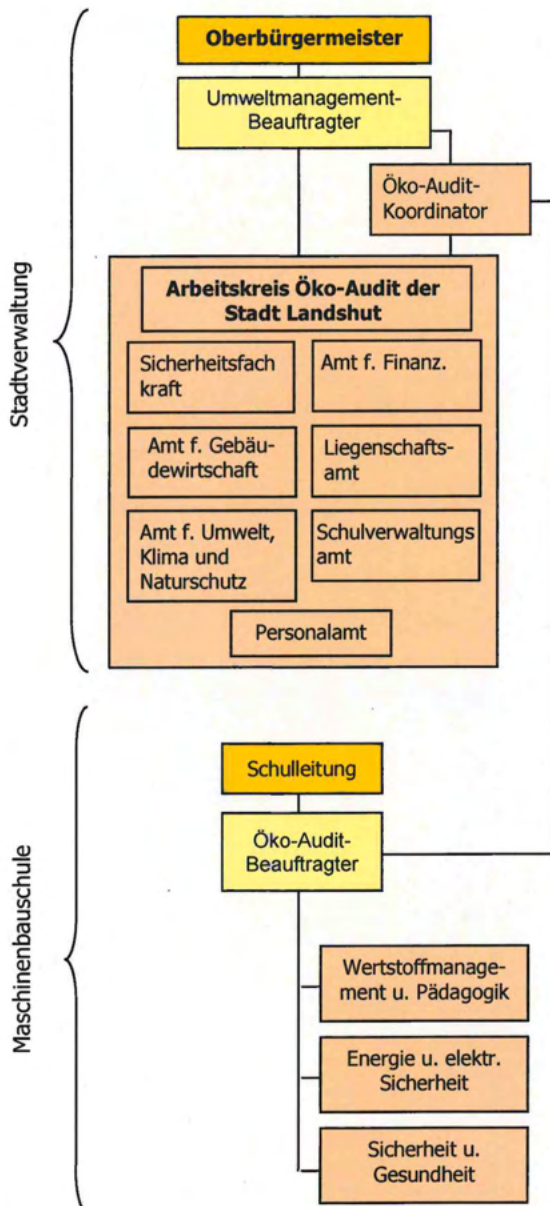 Stadtverwaltung
Oberbürgermeister
Umweltmanagement-
Beauftragter
Öko-Audit-
Koordinator
Arbeitskreis Öko-Audit der
Stadt Landshut
Sicherheitsfach
kraft
Amt f. Finanz.
Amt f. Gebäu-
dewirtschaft
Liegenschafts-
amt
Amt f. Umwelt,
Klima und
Naturschutz
Schulverwaltungs
amt
Personalamt
Maschinenbauschule
Schulleitung
Öko-Audit-
Beauftragter
Wertstoffmanage-
ment u. Pädagogik
Energie u. elektr.
Sicherheit
Sicherheit u.
Gesundheit